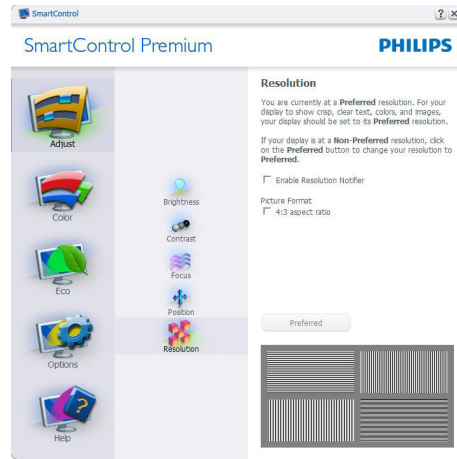 SmartControl
SmartControl Premium
PHILIPS
Adjust
Color
Eco
Options
Help
Brightness
Contrast
Focus
Position
Resolution
Resolution
You are currently at a Preferred resolution. For your
display to show crisp, clear text, colors, and images,
your display should be set to its Preferred resolution.
If your display is at a Non-Preferred resolution, click
on the Preferred button to change your resolution to
Preferred.
Enable Resolution Notifier
Picture Format
4:3 aspect ratio
Preferred